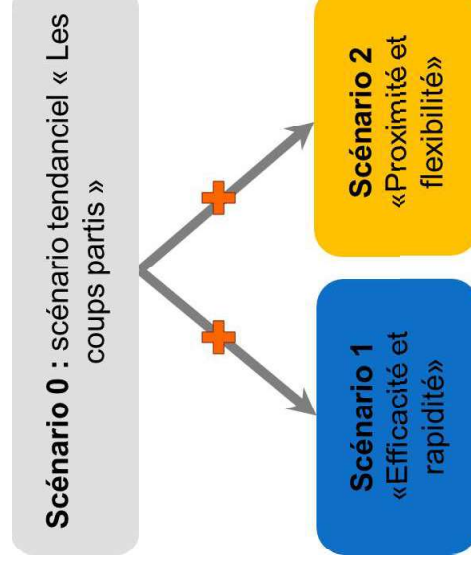 Scénario 0 : scénario tendanciel « Les
coups partis »
Scénario 1
«Efficacité et
rapidité»
Scénario 2
«Proximité et
flexibilité»